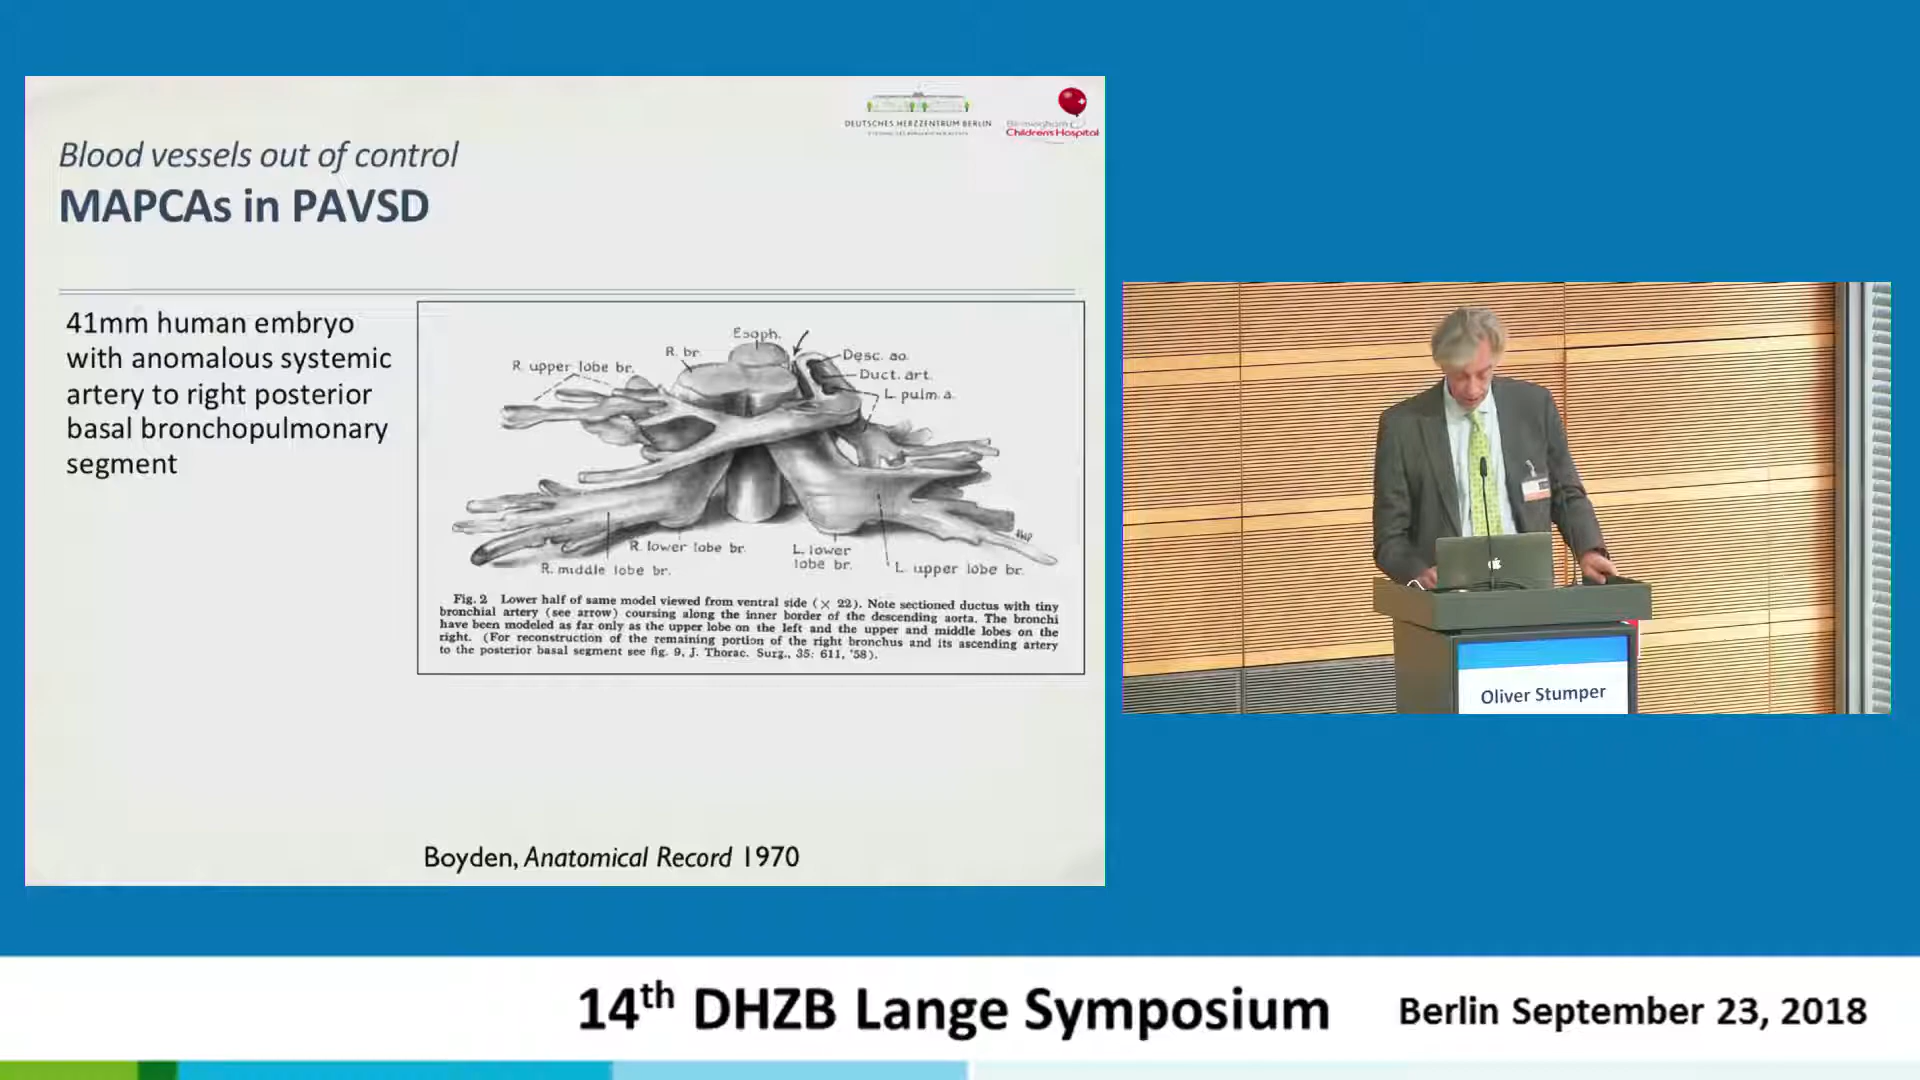 DEUTSCHES HERZZENTRUM BERLIN
Birmingham
Children's Hospital
Blood vessels out of control
MAPCAs in PAVSD
41mm human embryo
with anomalous systemic
artery to right posterior
basal bronchopulmonary
segment
Esoph.
R. br.
Desc. ao.
R. upper lobe br.
Duct. art.
L. pulm. a.
R. lower lobe br.
L. lower
lobe br.
R. middle lobe br.
L. upper lobe br.
Fig. 2 Lower half of same model viewed from ventral side (× 22). Note sectioned ductus with tiny
bronchial artery (see arrow) coursing along the inner border of the descending aorta. The bronchi
have been modeled as far only as the upper lobe on the left and the upper and middle lobes on the
right. (For reconstruction of the remaining portion of the right bronchus and its ascending artery
to the posterior basal segment see fig. 9, J. Thorac. Surg., 35: 611, '58).
Boyden, Anatomical Record 1970
Oliver Stumper
14th DHZB Lange Symposium
Berlin September 23, 2018